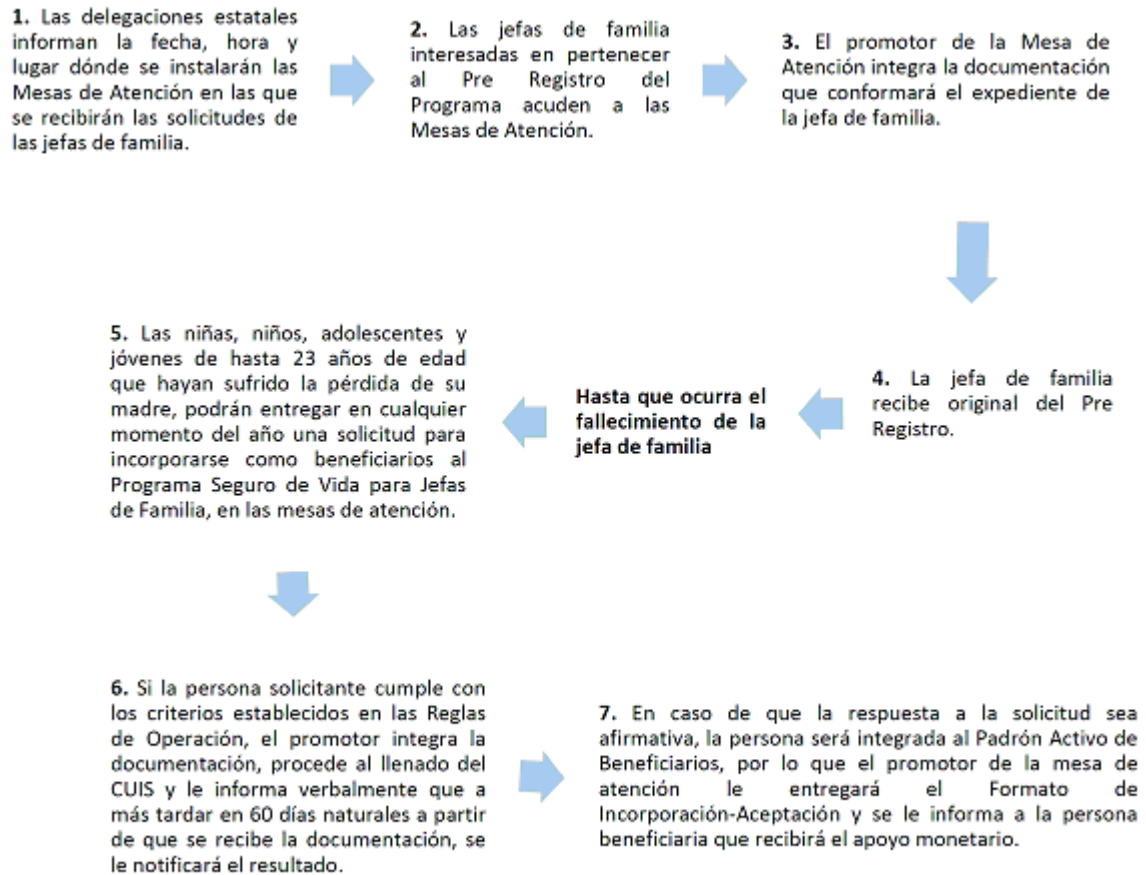 1. Las delegaciones estatales
informan la fecha, hora y
lugar dónde se instalarán las
Mesas de Atención en las que
se recibirán las solicitudes de
las jefas de familia.
2. Las jefas de familia
interesadas en pertenecer
al Pre Registro del
Programa acuden a las
Mesas de Atención.
3. El promotor de la Mesa de
Atención integra la documentación
que conformará el expediente de
la jefa de familia.
4. La jefa de familia
recibe original del Pre
Registro.
Hasta que ocurra el
fallecimiento de la
jefa de familia
5. Las niñas, niños, adolescentes y
jóvenes de hasta 23 años de edad
que hayan sufrido la pérdida de su
madre, podrán entregar en cualquier
momento del año una solicitud para
incorporarse como beneficiarios al
Programa Seguro de Vida para Jefas
de Familia, en las mesas de atención.
6. Si la persona solicitante cumple con
los criterios establecidos en las Reglas
de Operación, el promotor integra la
documentación, procede al llenado del
CUIS y le informa verbalmente que a
más tardar en 60 días naturales a partir
de que se recibe la documentación, se
le notificará el resultado.
7. En caso de que la respuesta a la solicitud sea
afirmativa, la persona será integrada al Padrón Activo de
Beneficiarios, por lo que el promotor de la mesa de
atención le entregará el Formato de
Incorporación-Aceptación y se le informa a la persona
beneficiaria que recibirá el apoyo monetario.